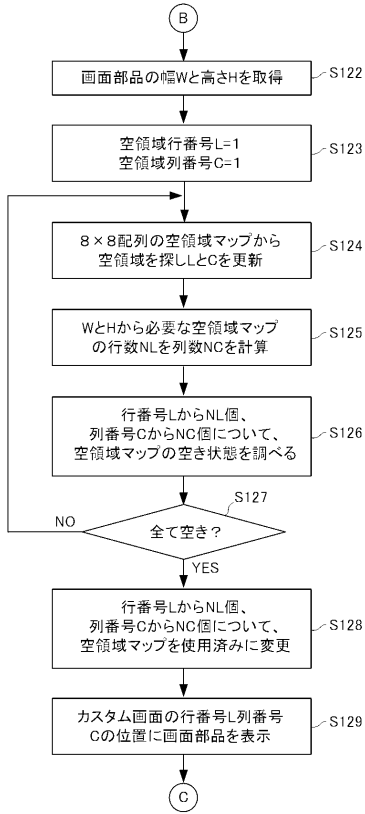 B
画面部品の幅Wと高さHを取得
S122
空領域行番号L=1
空領域列番号C=1
S123
8×8配列の空領域マップから
空領域を探しLとCを更新
S124
WとHから必要な空領域マップ
の行数NLを列数NCを計算
S125
行番号LからNL個、
列番号CからNC個について、
空領域マップの空き状態を調べる
S126
S127
全て空き?
NO
YES
行番号LからNL個、
列番号CからNC個について、
空領域マップを使用済みに変更
S128
カスタム画面の行番号L列番号
Cの位置に画面部品を表示
S129
C